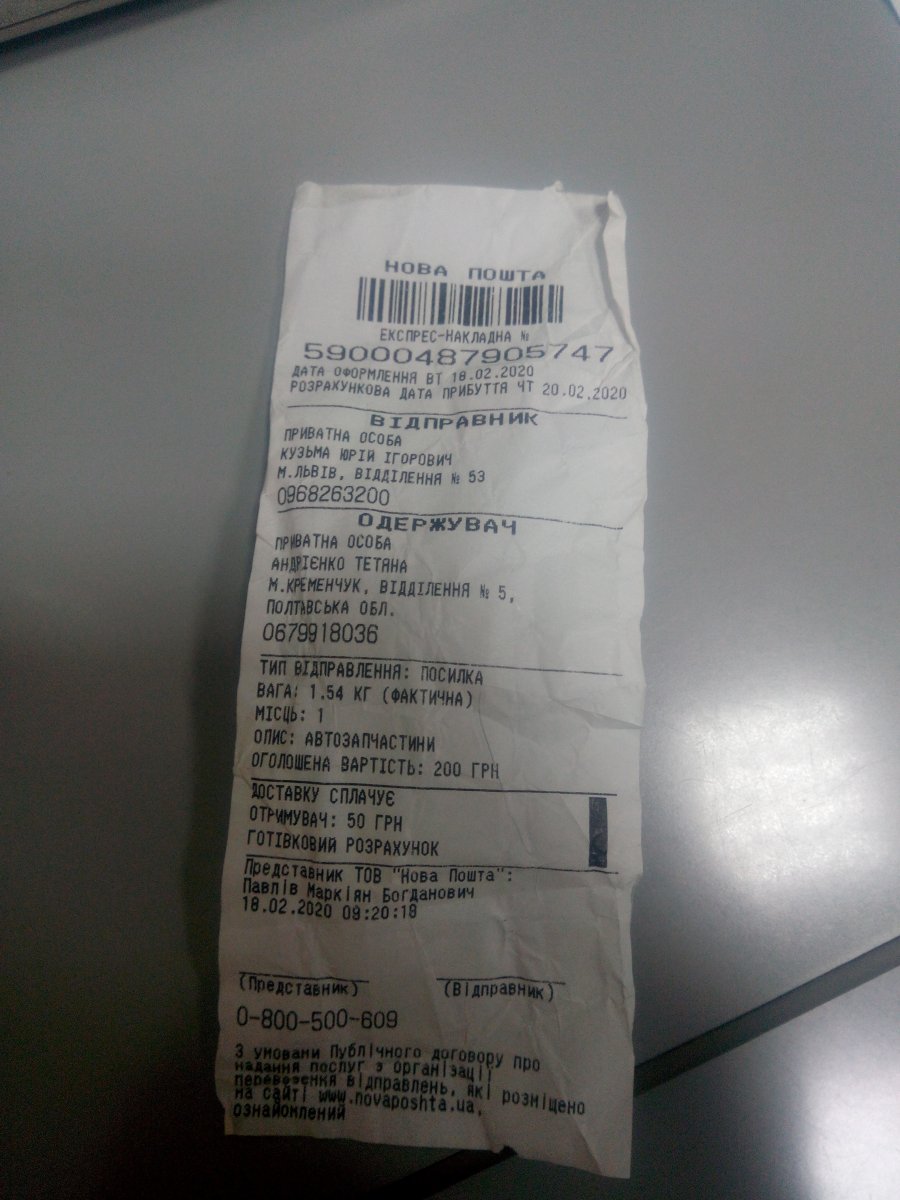 НОВА ПОШТА
ЕКСПРЕС-НАКЛАДНА №
59000487905747
ДАТА ОФОРМЛЕННЯ ВТ 18.02.2020
РОЗРАХУНКОВА ДАТА ПРИБУТТЯ ЧТ 20.02.2020
ВІДПРАВНИК
ПРИВАТНА ОСОБА
КУЗЬМА ЮРІЙ ІГОРОВИЧ
М.ЛЬВІВ, ВІДДІЛЕННЯ № 53
0968263200
ОДЕРЖУВАЧ
ПРИВАТНА ОСОБА
АНДРІЄНКО ТЕТЯНА
М.КРЕМЕНЧУК, ВІДДІЛЕННЯ № 5,
ПОЛТАВСЬКА ОБЛ.
0679918036
ТИП ВІДПРАВЛЕННЯ: ПОСИЛКА
ВАГА: 1.54 КГ (ФАКТИЧНА)
МІСЦЬ: 1
ОПИС: АВТОЗАПЧАСТИНИ
ОГОЛОШЕНА ВАРТІСТЬ: 200 ГРН
ДОСТАВКУ СПЛАЧУЄ
ОТРИМУВАЧ: 50 ГРН
ГОТІВКОВИЙ РОЗРАХУНОК
Представник ТОВ "Нова Пошта":
Павлів Маркіян Богданович
18.02.2020 09:20:18
(Представник) (Відправник)
0-800-500-609
З умовами Публічного договору про
надання послуг з організації
перевезення відправлень, які розміщено
на сайті www.novaposhta.ua,
ознайомлений